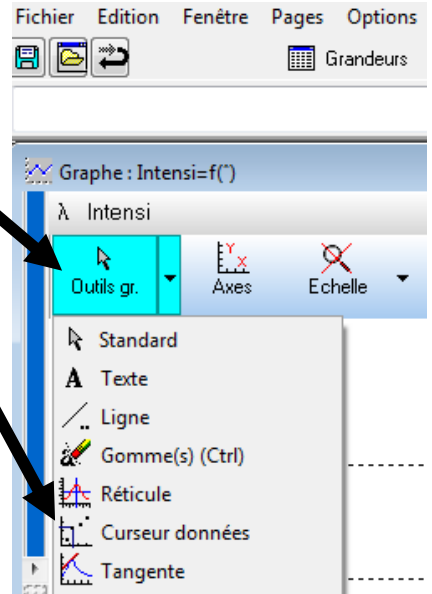 Fichier Edition Fenêtre Pages Options
Grandeurs
Graphe : Intensi=f(¨)
λ Intensi
Outils gr. Axes Echelle
Standard
A Texte
Ligne
Gomme(s) (Ctrl)
Réticule
Curseur données
Tangente